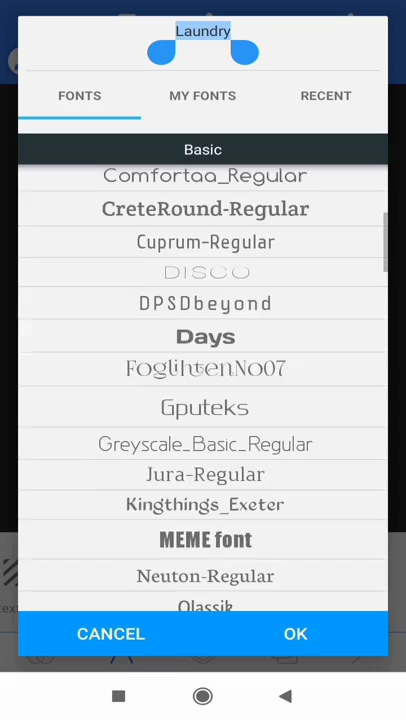 Laundry
FONTS MY FONTS RECENT
Basic
Comfortaa_Regular
CreteRound-Regular
Cuprum-Regular
DISCO
DPSDbeyond
Days
FoglihtenNo07
Gputeks
Greyscale_Basic_Regular
Jura-Regular
Kingthings_Exeter
MEME font
Neuton-Regular
Olassik
CANCEL OK